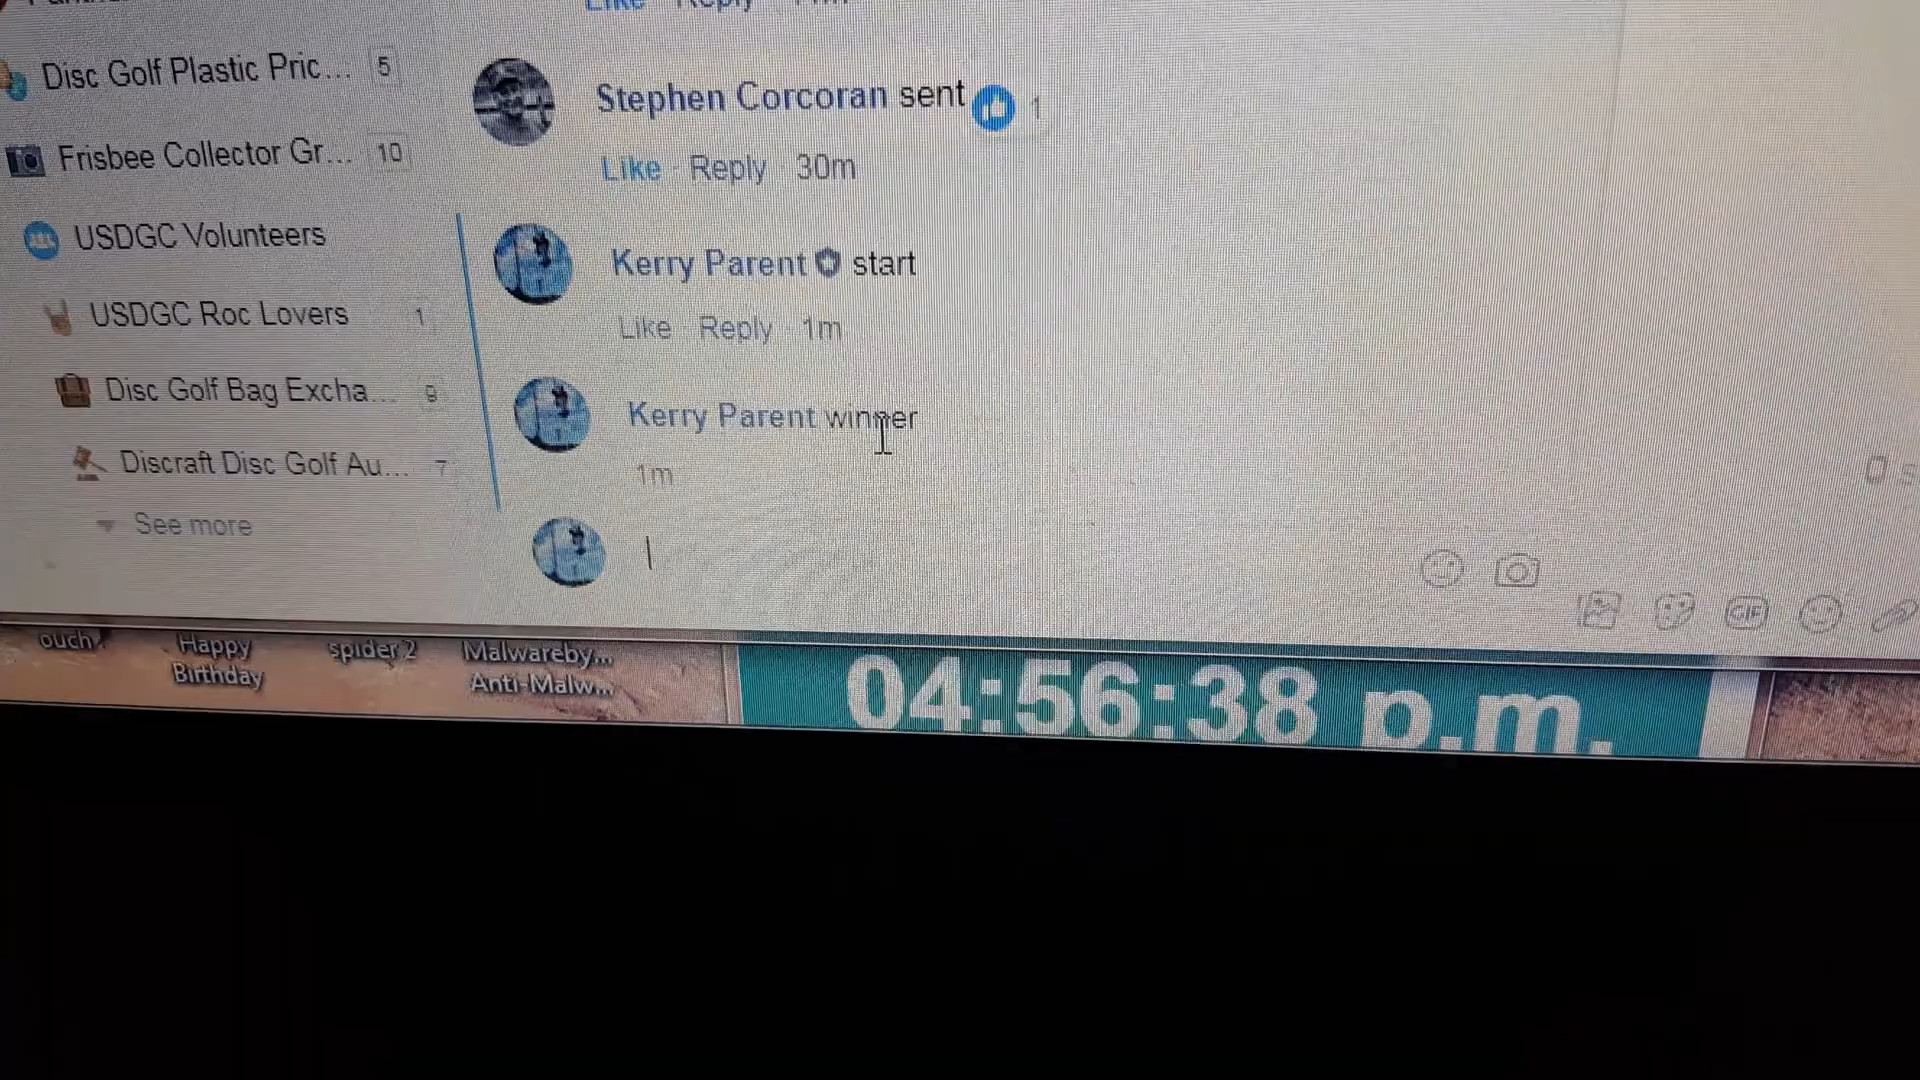 Like Reply
Disc Golf Plastic Pric... 5
Frisbee Collector Gr... 10
USDGC Volunteers
USDGC Roc Lovers 1
Disc Golf Bag Excha... 9
Discraft Disc Golf Au... 7
See more
Stephen Corcoran sent 1
Like · Reply · 30m
Kerry Parent start
Like · Reply · 1m
Kerry Parent winner
1m
GIF
ouch
Happy
Birthday
spider 2
Malwareby...
Anti-Malw...
04:56:38 p.m.